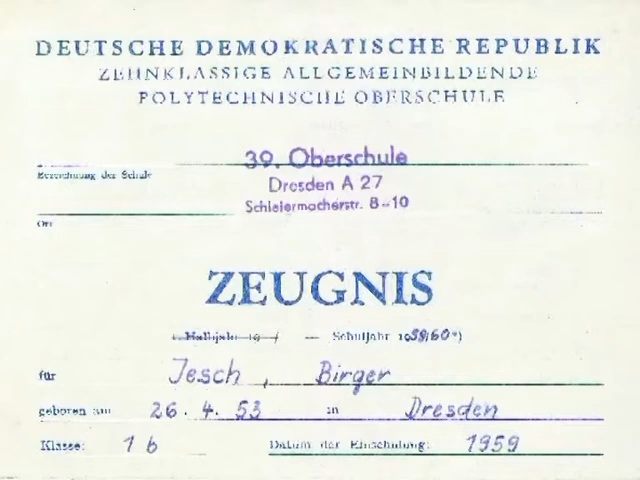 DEUTSCHE DEMOKRATISCHE REPUBLIK
ZEHNKLASSIGE ALLGEMEINBILDENDE
POLYTECHNISCHE OBERSCHULE
39. Oberschule
Bezeichnung der Schule
Dresden A 27
Schleiermacherstr. 8-10
Ort
ZEUGNIS
Halbjahr 19 / — Schuljahr 1959/60*)
für Jesch, Birger
geboren am 26.4.53 in Dresden
Klasse: 1b Datum der Einschulung: 1959